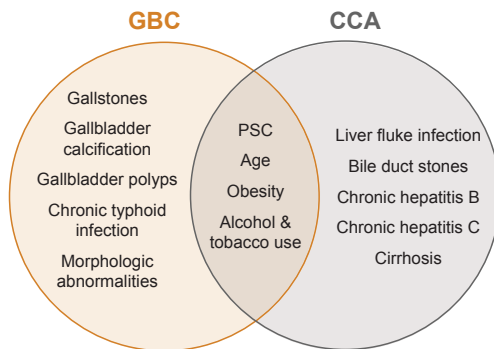 GBC
CCA
Gallstones
Gallbladder
calcification
Gallbladder polyps
Chronic typhoid
infection
Morphologic
abnormalities
PSC
Age
Obesity
Alcohol &
tobacco use
Liver fluke infection
Bile duct stones
Chronic hepatitis B
Chronic hepatitis C
Cirrhosis